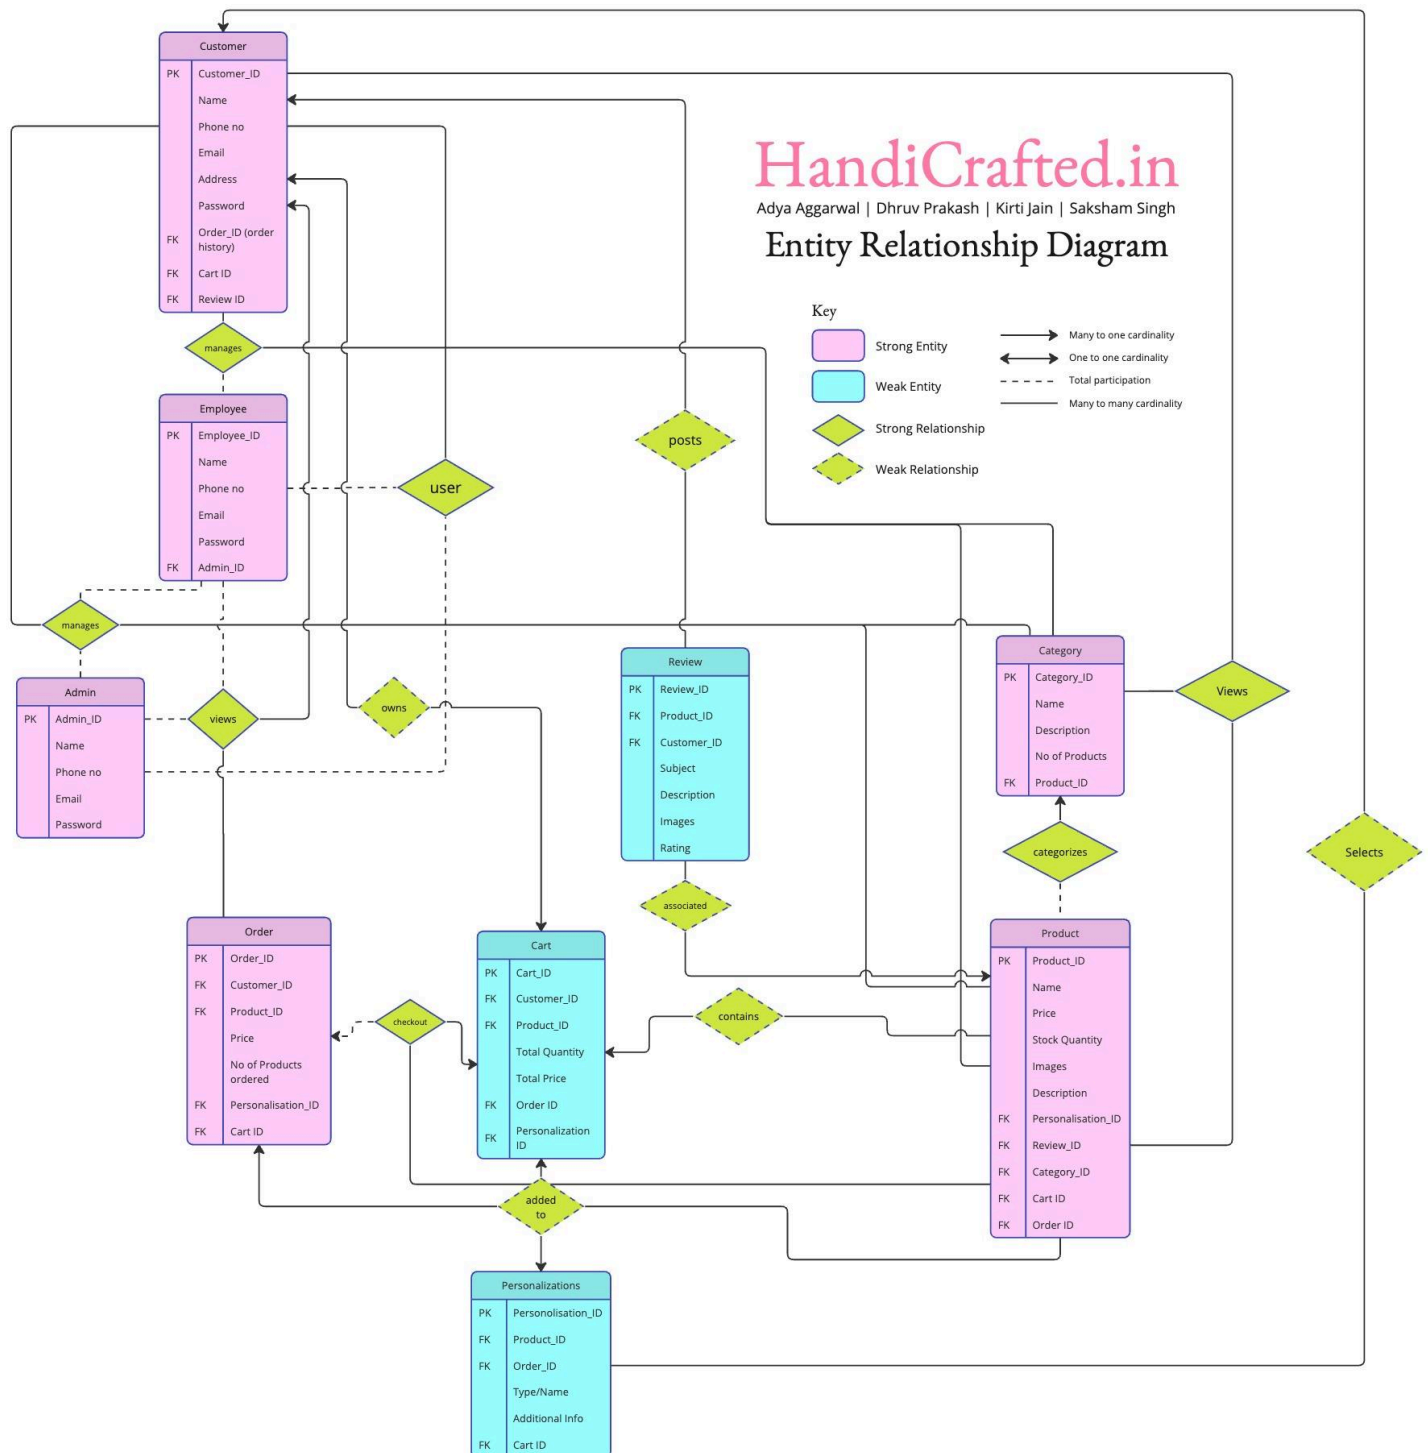 HandiCrafted.in
Adya Aggarwal | Dhruv Prakash | Kirti Jain | Saksham Singh
Entity Relationship Diagram
Key
Strong Entity
Weak Entity
Strong Relationship
Weak Relationship
Many to one cardinality
One to one cardinality
Total participation
Many to many cardinality
Customer
PK Customer_ID
Name
Phone no
Email
Address
Password
FK Order_ID (order
history)
FK Cart ID
FK Review ID
manages
Employee
PK Employee_ID
Name
Phone no
Email
Password
FK Admin_ID
user
posts
manages
Admin
PK Admin_ID
Name
Phone no
Email
Password
views
owns
Review
PK Review_ID
FK Product_ID
FK Customer_ID
Subject
Description
Images
Rating
associated
Category
PK Category_ID
Name
Description
No of Products
FK Product_ID
Views
categorizes
Selects
Order
PK Order_ID
FK Customer_ID
FK Product_ID
Price
No of Products
ordered
FK Personalisation_ID
FK Cart ID
checkout
Cart
PK Cart_ID
FK Customer_ID
FK Product_ID
Total Quantity
Total Price
FK Order ID
FK Personalization
ID
contains
Product
PK Product_ID
Name
Price
Stock Quantity
Images
Description
FK Personalisation_ID
FK Review_ID
FK Category_ID
FK Cart ID
FK Order ID
added
to
Personalizations
PK Personolisation_ID
FK Product_ID
FK Order_ID
Type/Name
Additional Info
FK Cart ID